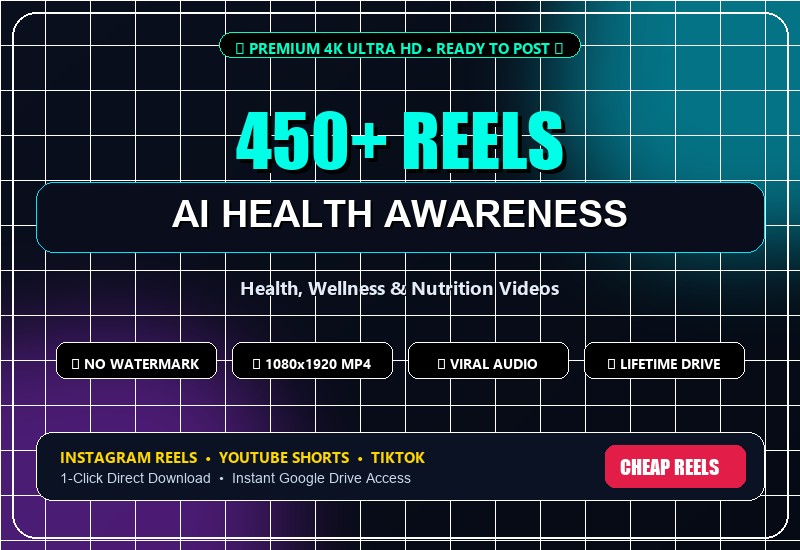 PREMIUM 4K ULTRA HD • READY TO POST
450+ REELS
AI HEALTH AWARENESS
Health, Wellness & Nutrition Videos
NO WATERMARK
1080x1920 MP4
VIRAL AUDIO
LIFETIME DRIVE
INSTAGRAM REELS • YOUTUBE SHORTS • TIKTOK
1-Click Direct Download • Instant Google Drive Access
CHEAP REELS